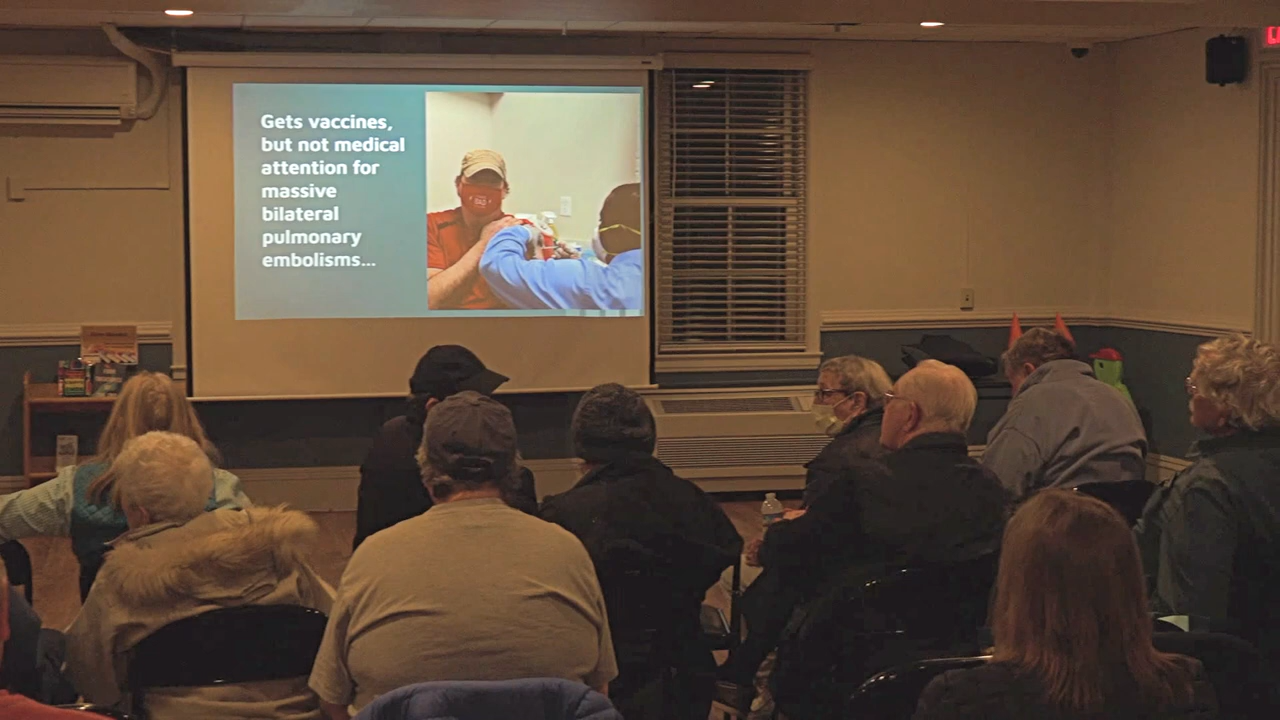 Gets vaccines,
but not medical
attention for
massive
bilateral
pulmonary
embolisms...